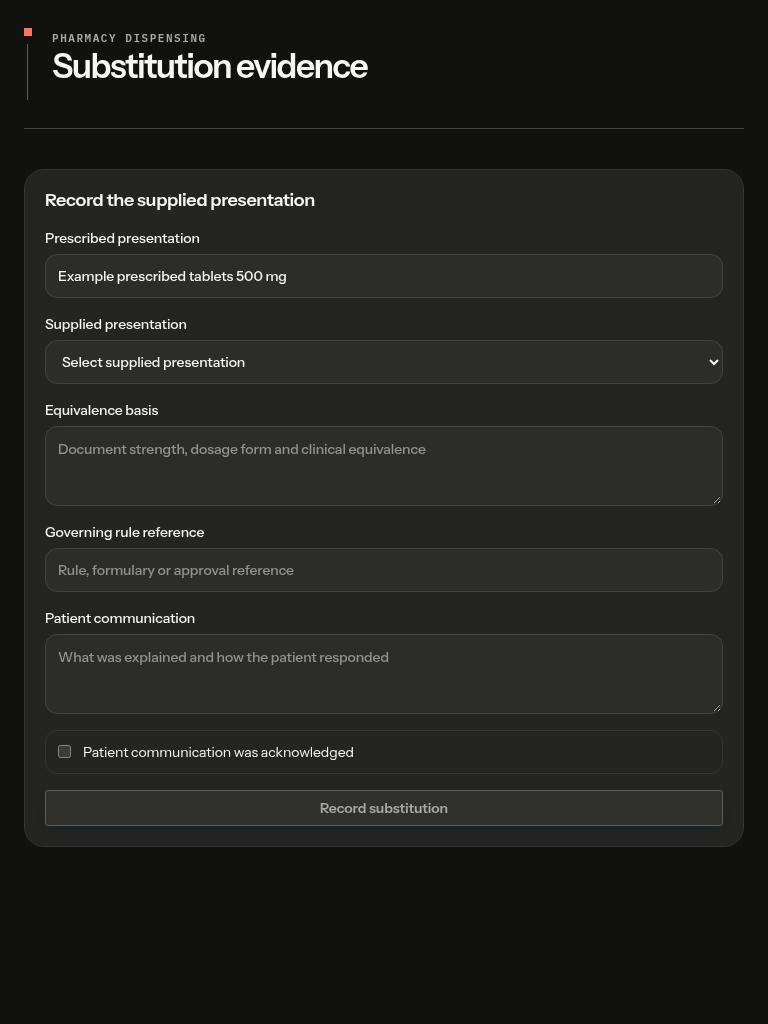 PHARMACY DISPENSING
Substitution evidence
Record the supplied presentation
Prescribed presentation
Example prescribed tablets 500 mg
Supplied presentation
Select supplied presentation
Equivalence basis
Document strength, dosage form and clinical equivalence
Governing rule reference
Rule, formulary or approval reference
Patient communication
What was explained and how the patient responded
Patient communication was acknowledged
Record substitution